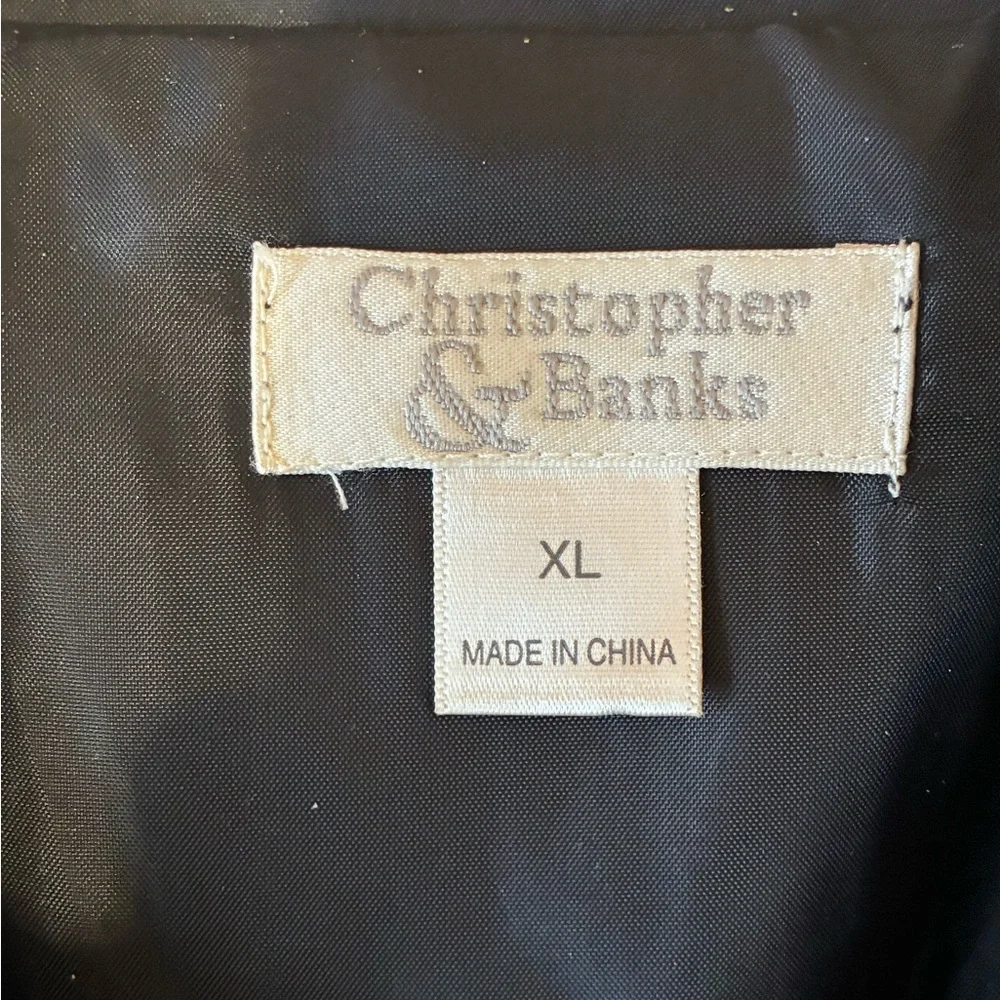 Christopher
& Banks
XL
MADE IN CHINA